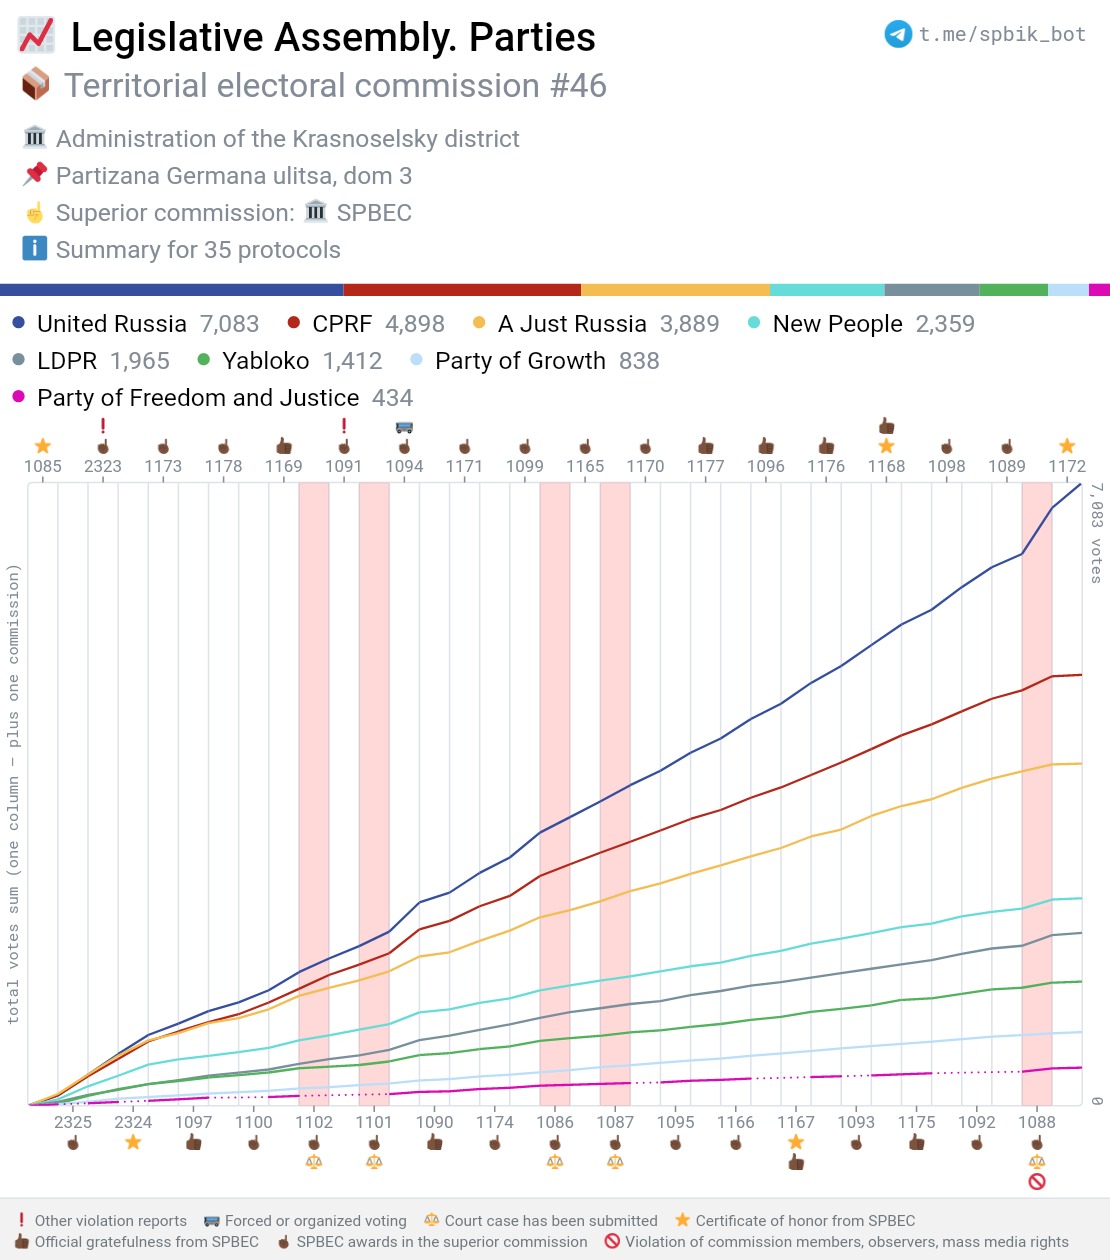 Legislative Assembly. Parties
t.me/spbik_bot
Territorial electoral commission #46
Administration of the Krasnoselsky district
Partizana Germana ulitsa, dom 3
Superior commission: SPBEC
Summary for 35 protocols
United Russia 7,083 CPRF 4,898 A Just Russia 3,889 New People 2,359
LDPR 1,965 Yabloko 1,412 Party of Growth 838
Party of Freedom and Justice 434
1085 2323 1173 1178 1169 1091 1094 1171 1099 1165 1170 1177 1096 1176 1168 1098 1089 1172
7,083 votes
total votes sum (one column – plus one commission)
0
2325 2324 1097 1100 1102 1101 1090 1174 1086 1087 1095 1166 1167 1093 1175 1092 1088
Other violation reports Forced or organized voting Court case has been submitted Certificate of honor from SPBEC
Official gratefulness from SPBEC SPBEC awards in the superior commission Violation of commission members, observers, mass media rights